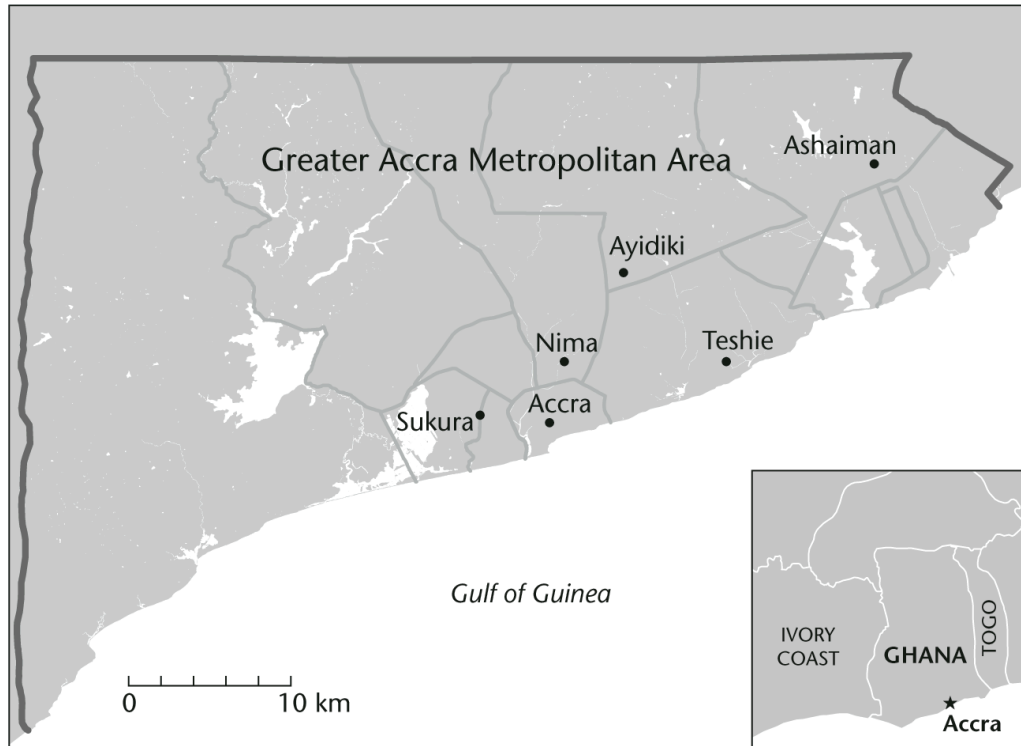 Greater Accra Metropolitan Area
Ashaiman
Ayidiki
Nima
Teshie
Sukura
Accra
Gulf of Guinea
0
10 km
IVORY
COAST
GHANA
TOGO
Accra